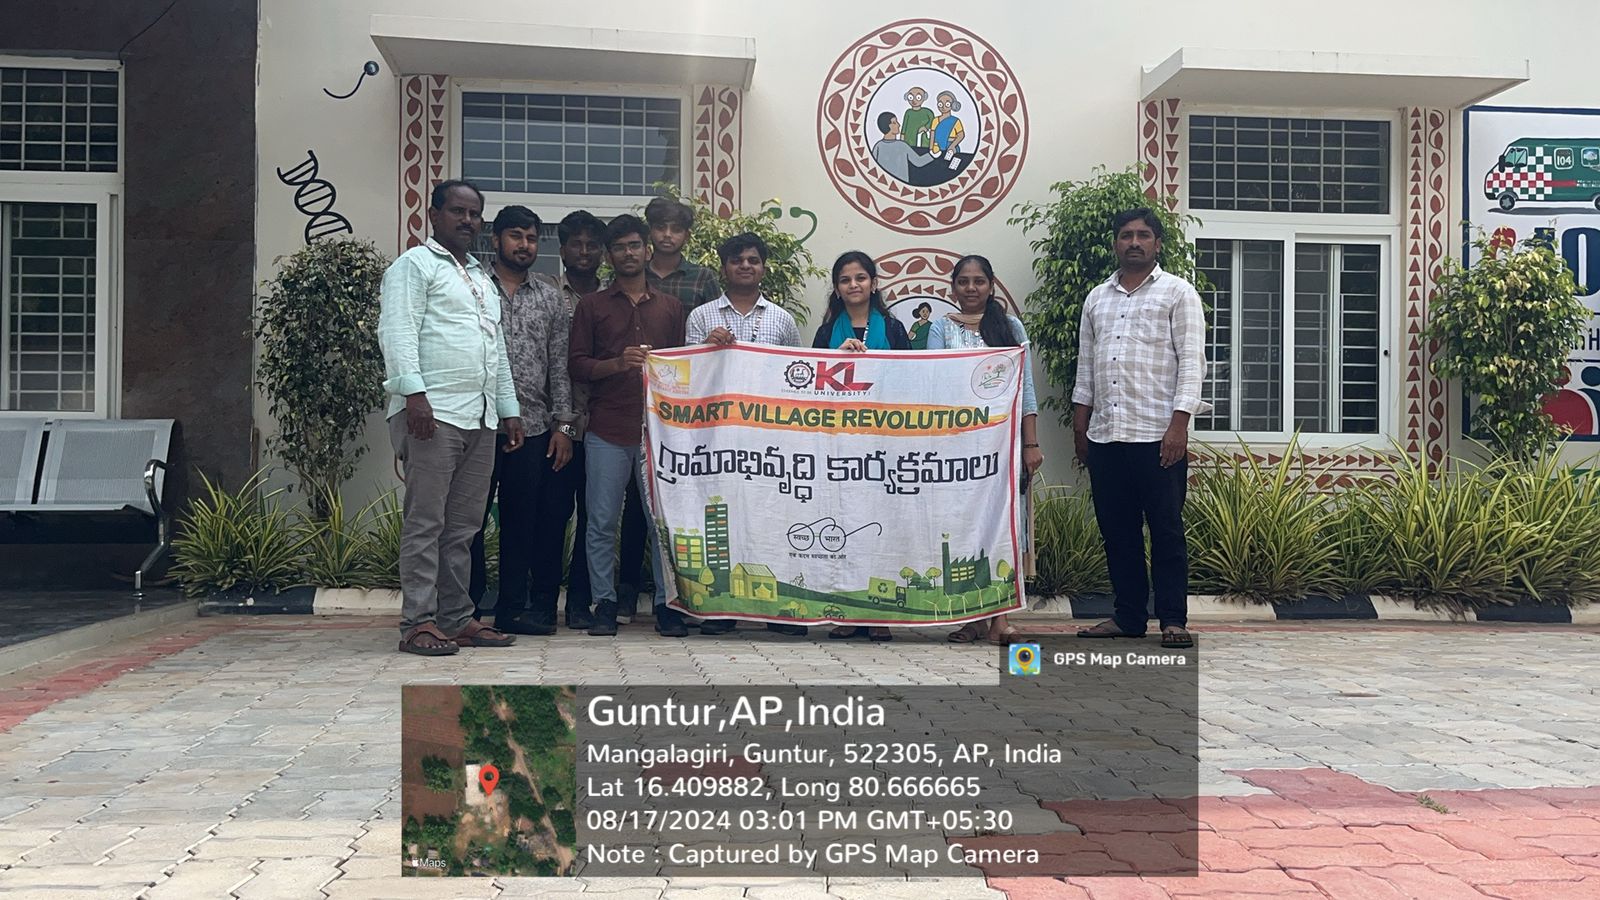 104
10
KL
UNIVERSITY
SMART VILLAGE REVOLUTION
గ్రామాభివృద్ధి కార్యక్రమాలు
स्वच्छ भारत
एक कदम स्वच्छता की ओर
GPS Map Camera
Guntur,AP,India
Mangalagiri, Guntur, 522305, AP, India
Lat 16.409882, Long 80.666665
08/17/2024 03:01 PM GMT+05:30
Note : Captured by GPS Map Camera
Maps